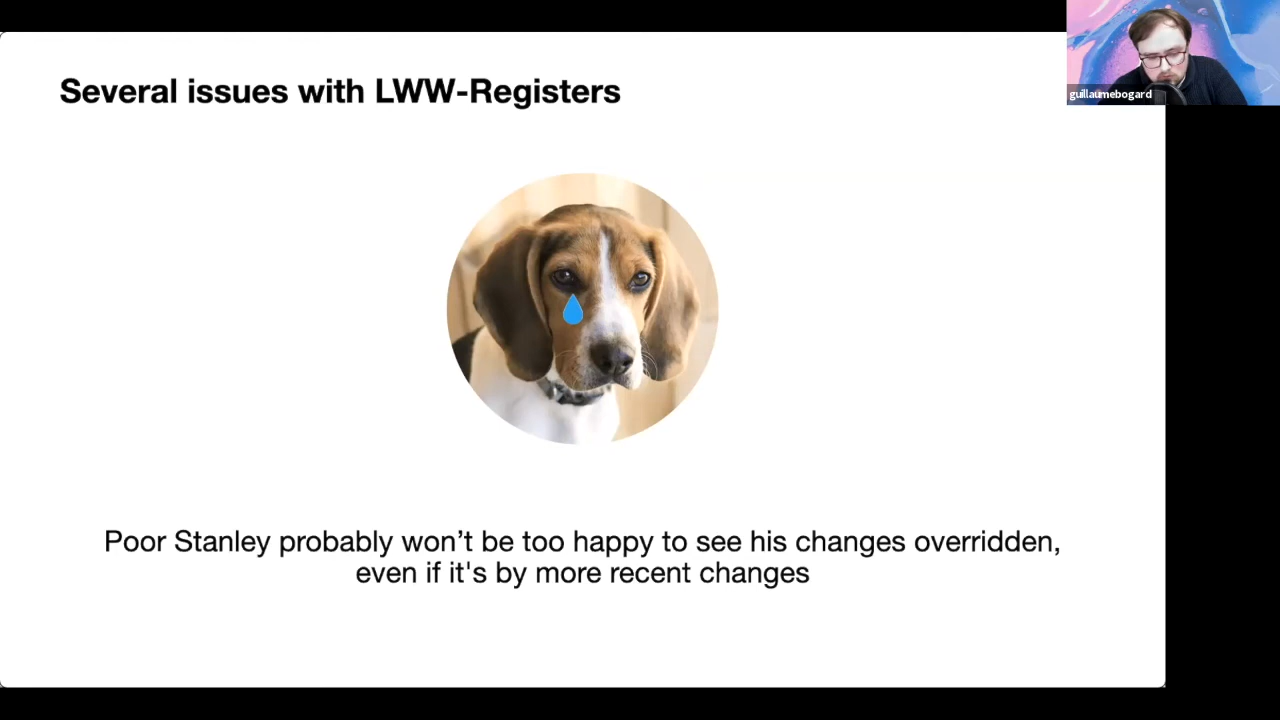 Several issues with LWW-Registers
guillaumebogard
Poor Stanley probably won’t be too happy to see his changes overridden,
even if it's by more recent changes